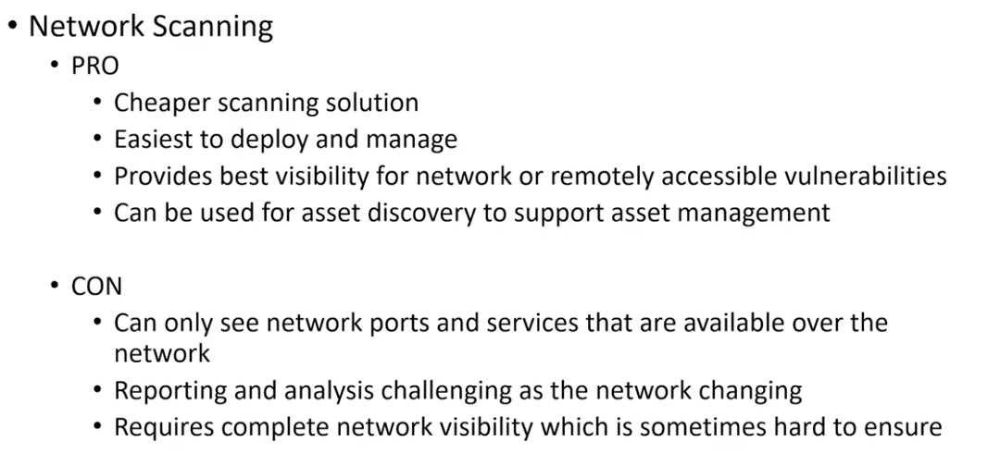 • Network Scanning
• PRO
• Cheaper scanning solution
• Easiest to deploy and manage
• Provides best visibility for network or remotely accessible vulnerabilities
• Can be used for asset discovery to support asset management
• CON
• Can only see network ports and services that are available over the
network
• Reporting and analysis challenging as the network changing
• Requires complete network visibility which is sometimes hard to ensure